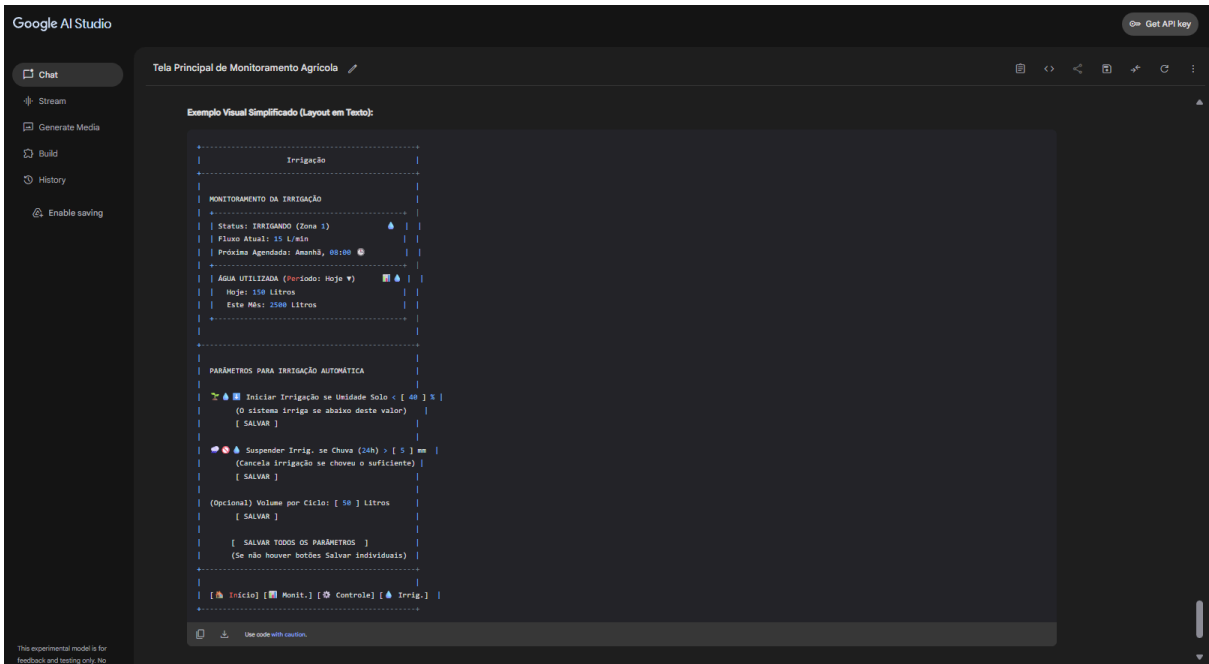 Google AI Studio
Get API key
Chat
Stream
Generate Media
Build
History
Enable saving
This experimental model is for
feedback and testing only. No
Tela Principal de Monitoramento Agrícola
Exemplo Visual Simplificado (Layout em Texto):
Irrigação
MONITORAMENTO DA IRRIGAÇÃO
Status: IRRIGANDO (Zona 1)
Fluxo Atual: 15 L/min
Próxima Agendada: Amanhã, 08:00
ÁGUA UTILIZADA (Período: Hoje ▼)
Hoje: 150 Litros
Este Mês: 2500 Litros
PARÂMETROS PARA IRRIGAÇÃO AUTOMÁTICA
Iniciar Irrigação se Umidade Solo < [ 40 ] %
(O sistema irriga se abaixo deste valor)
[ SALVAR ]
Suspender Irrig. se Chuva (24h) > [ 5 ] mm
(Cancela irrigação se choveu o suficiente)
[ SALVAR ]
(Opcional) Volume por Ciclo: [ 50 ] Litros
[ SALVAR ]
[ SALVAR TODOS OS PARÂMETROS ]
(Se não houver botões Salvar individuais)
[🏠 Início] [📊 Monit.] [⚙ Controle] [💧 Irrig.]
Use code with caution.